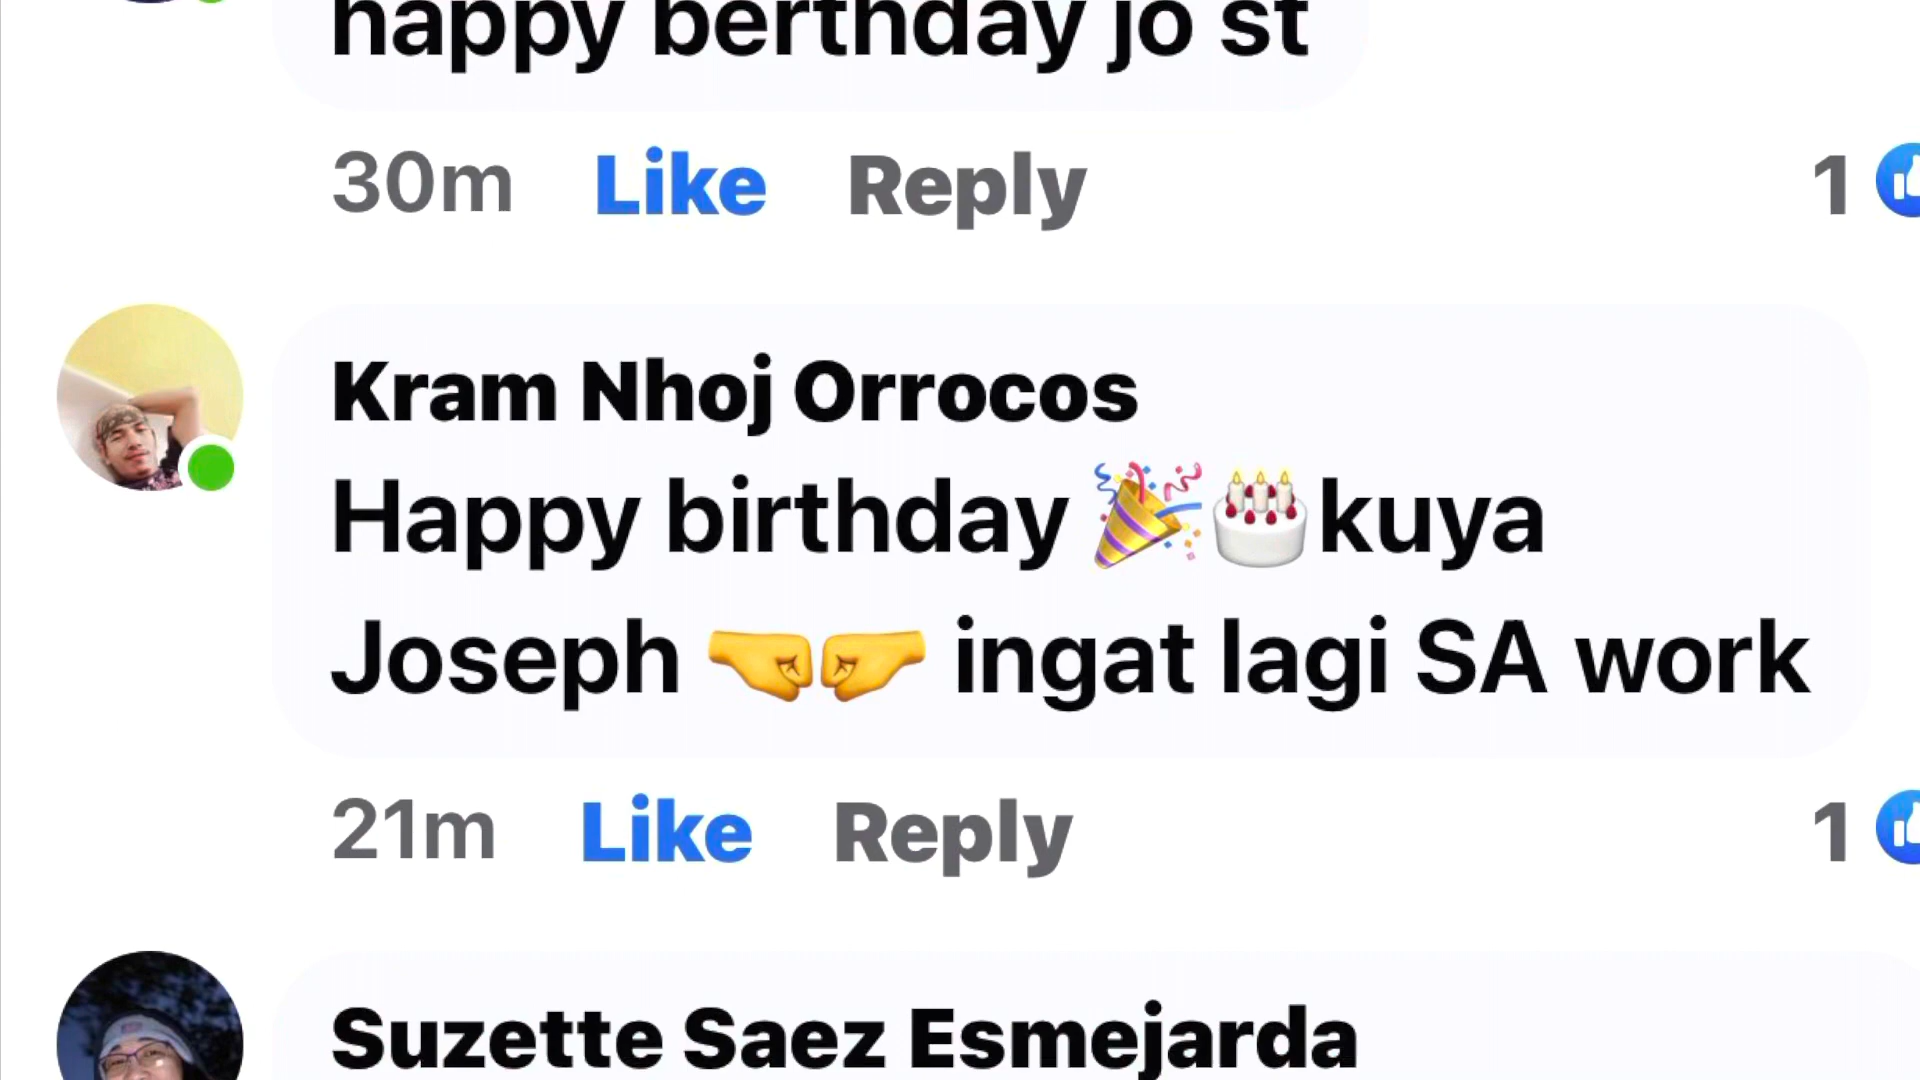 happy berthday jo st
30m Like Reply 1
Kram Nhoj Orrocos
Happy birthday 🎉🎂kuya
Joseph 🤜🤛 ingat lagi SA work
21m Like Reply 1
Suzette Saez Esmejarda